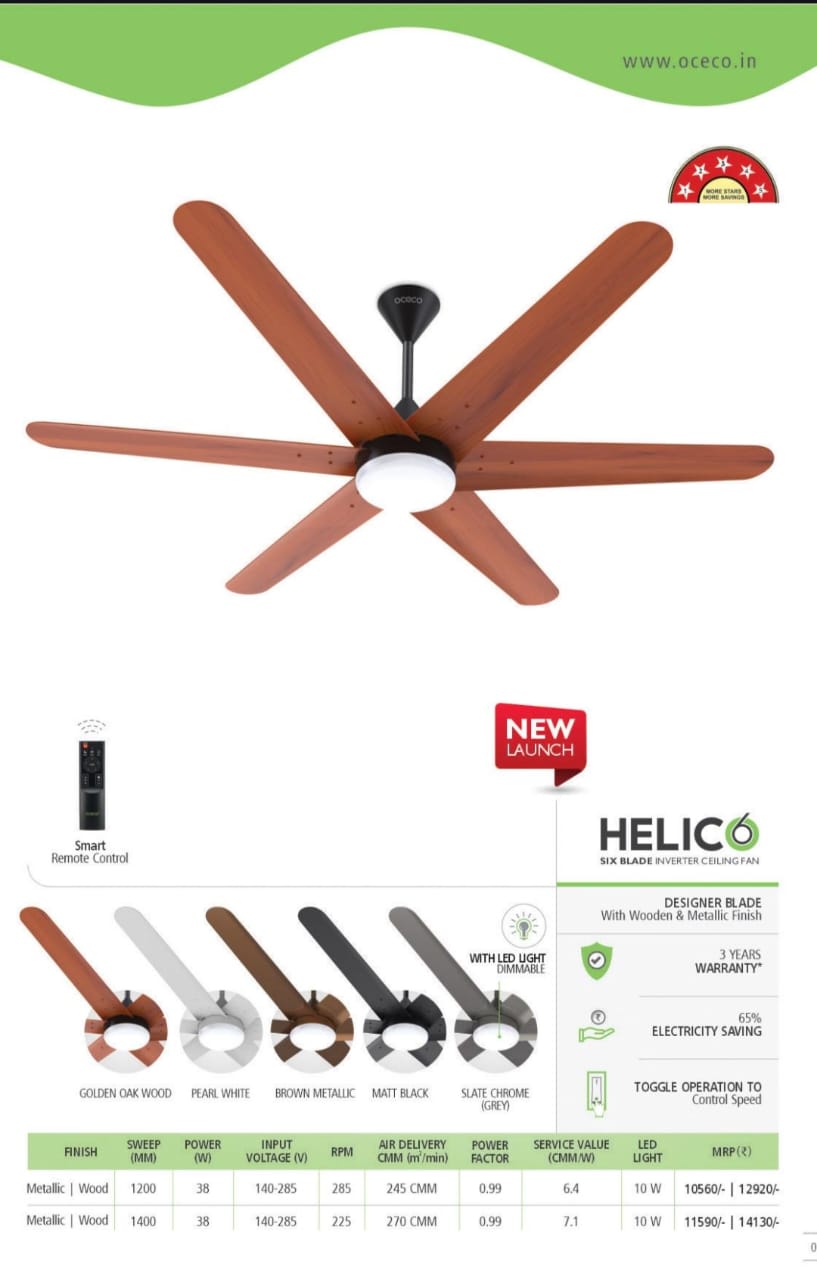 www.oceco.in
MORE STARS
MORE SAVINGS
oceco
NEW
LAUNCH
Smart
Remote Control
HELICO6
SIX BLADE INVERTER CEILING FAN
DESIGNER BLADE
With Wooden & Metallic Finish
WITH LED LIGHT
DIMMABLE
3 YEARS
WARRANTY*
65%
ELECTRICITY SAVING
TOGGLE OPERATION TO
Control Speed
GOLDEN OAK WOOD PEARL WHITE BROWN METALLIC MATT BLACK SLATE CHROME
(GREY)
FINISH SWEEP (MM) POWER (W) INPUT VOLTAGE (V) RPM AIR DELIVERY CMM (m³/min) POWER FACTOR SERVICE VALUE (CMM/W) LED LIGHT MRP(₹)
Metallic | Wood 1200 38 140-285 285 245 CMM 0.99 6.4 10 W 10560/- | 12920/-
Metallic | Wood 1400 38 140-285 225 270 CMM 0.99 7.1 10 W 11590/- | 14130/-